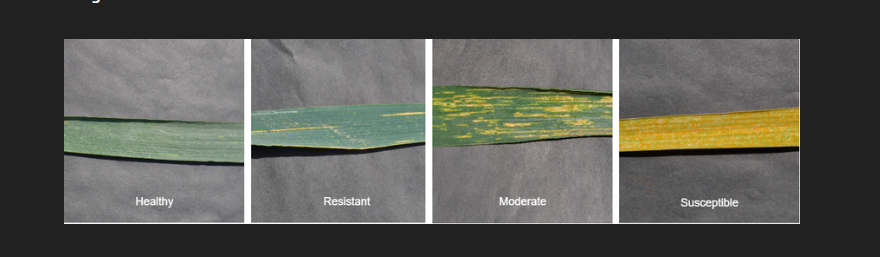 Healthy
Resistant
Moderate
Susceptible